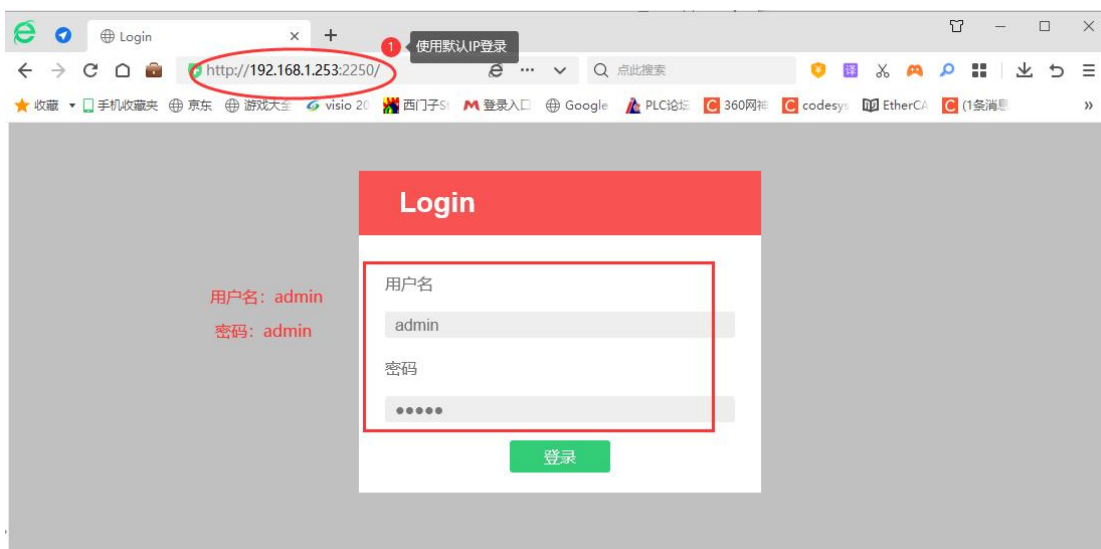 Login
1 使用默认IP登录
http://192.168.1.253:2250/
点此搜索
译
收藏 手机收藏夹 京东 游戏大全 visio 20 西门子S 登录入口 Google PLC论坛 360网神 codesys EtherCA (1条消息
Login
用户名
用户名：admin
admin
密码：admin
密码
●●●●●
登录